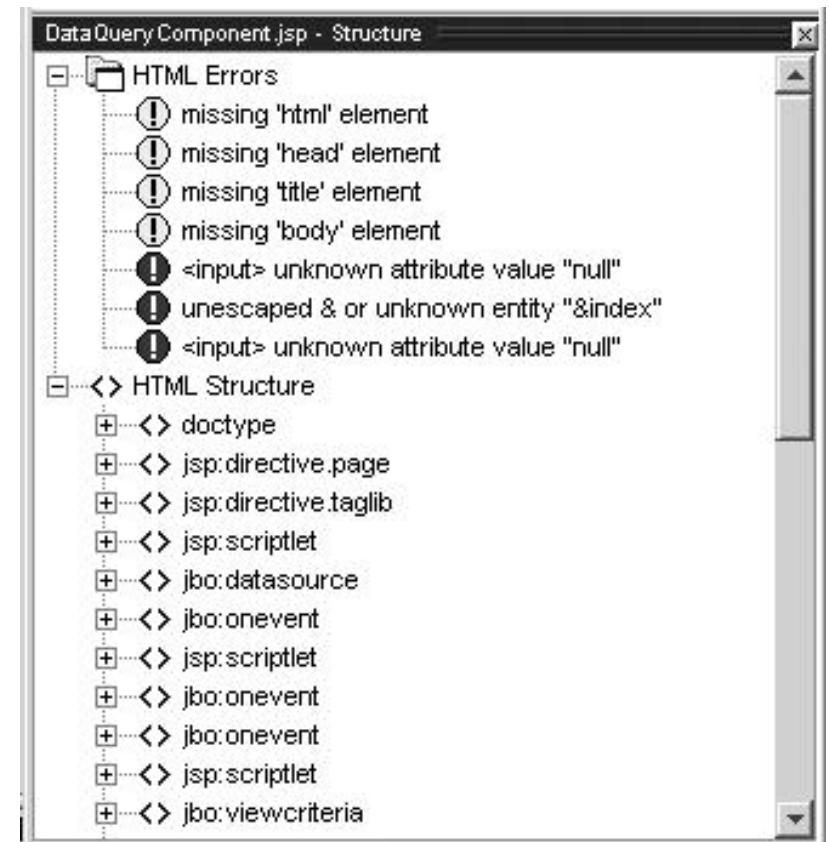 DataQueryComponent.jsp - Structure
HTML Errors
missing 'html' element
missing 'head' element
missing 'title' element
missing 'body' element
<input> unknown attribute value "null"
unescaped & or unknown entity "&index"
<input> unknown attribute value "null"
HTML Structure
doctype
jsp:directive.page
jsp:directive.taglib
jsp:scriptlet
jbo:datasource
jbo:onevent
jsp:scriptlet
jbo:onevent
jbo:onevent
jsp:scriptlet
jbo:viewcriteria